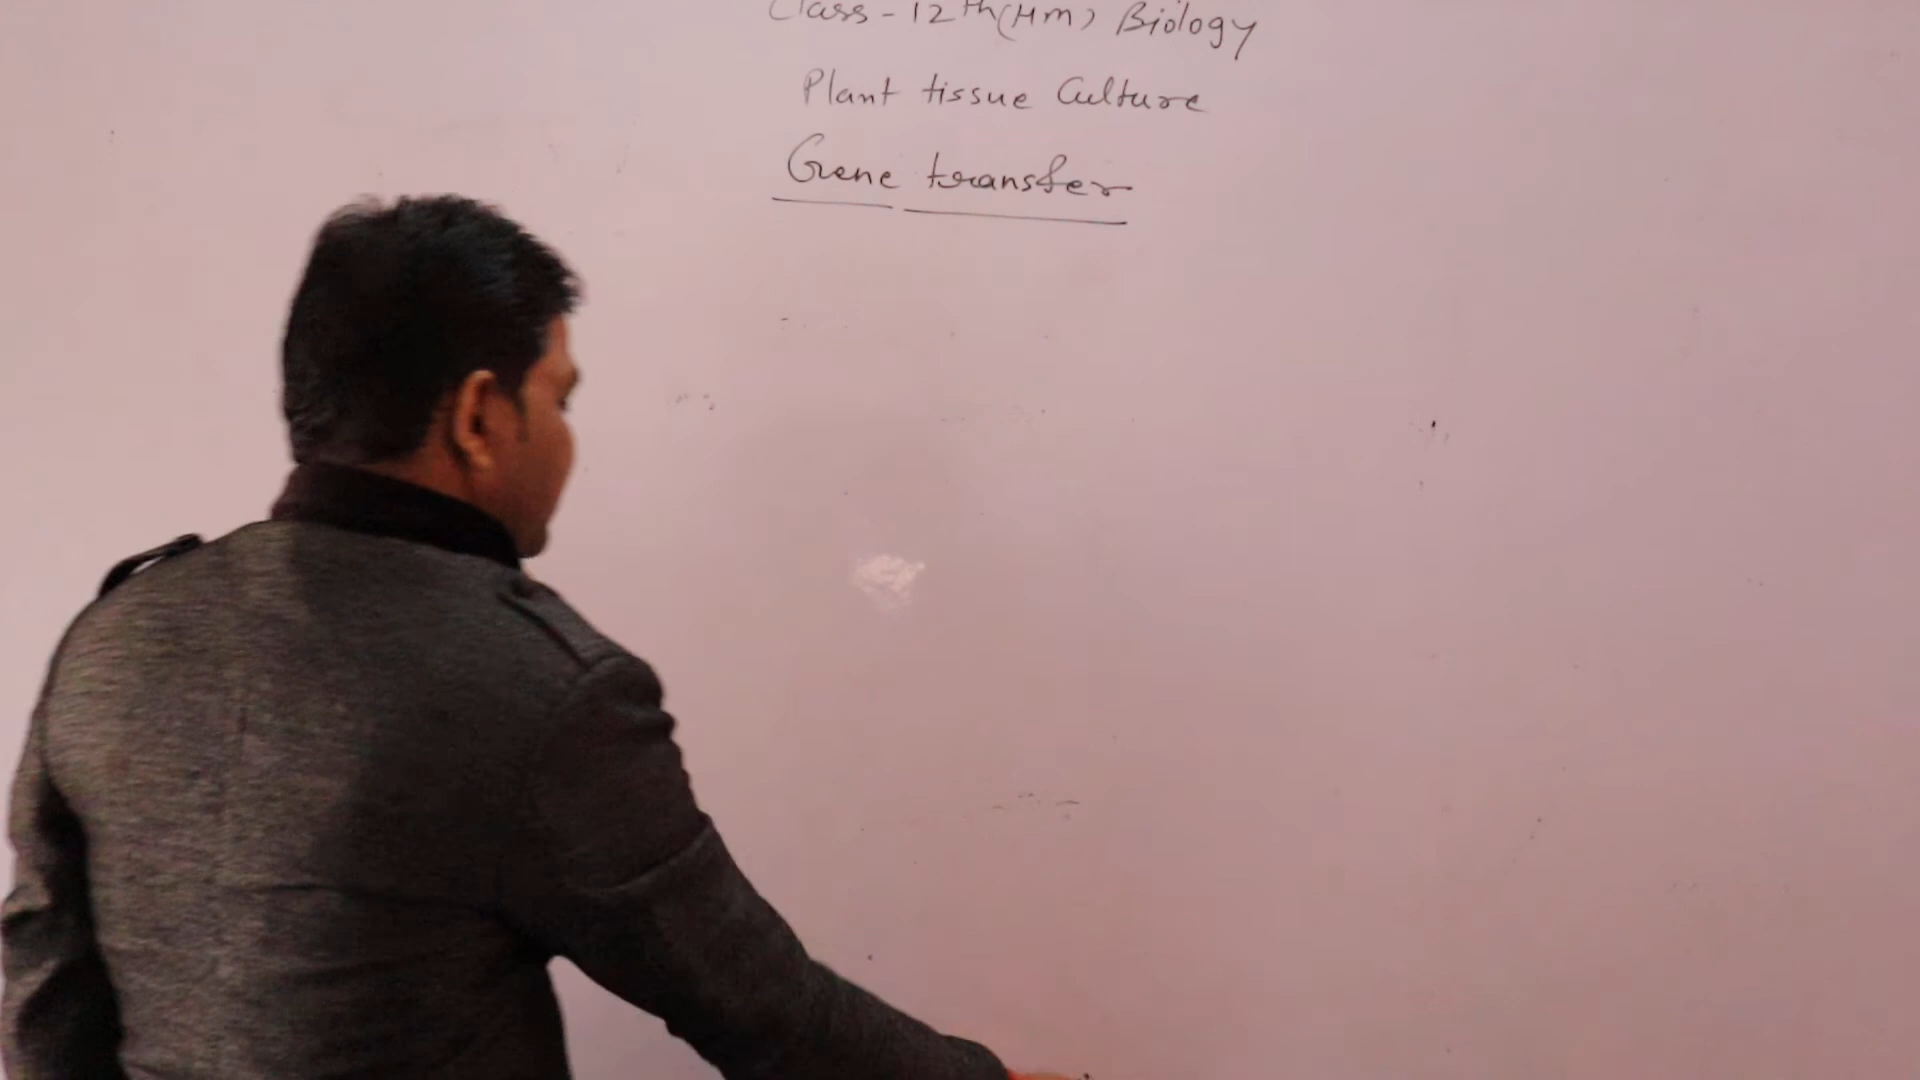 Class - 12th (Hm) Biology
Plant tissue Culture
Gene transfer